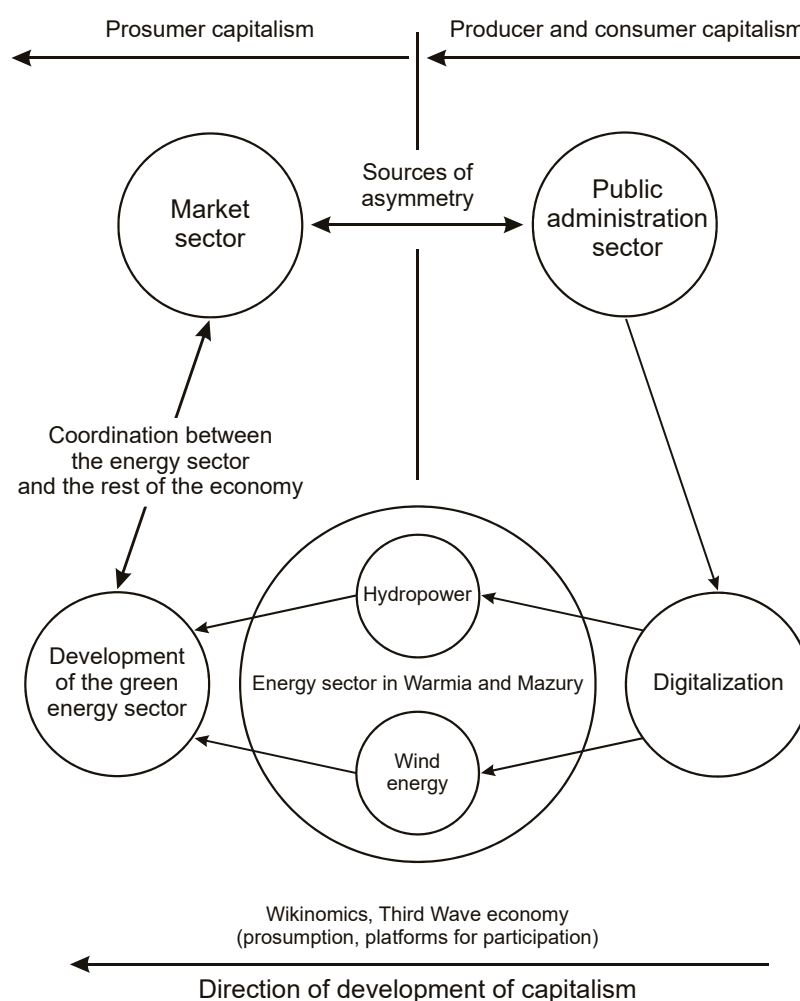 Prosumer capitalism
Producer and consumer capitalism
Sources of
asymmetry
Market
sector
Public
administration
sector
Coordination between
the energy sector
and the rest of the economy
Hydropower
Development
of the green
energy sector
Energy sector in Warmia and Mazury
Digitalization
Wind
energy
Wikinomics, Third Wave economy
(prosumption, platforms for participation)
Direction of development of capitalism